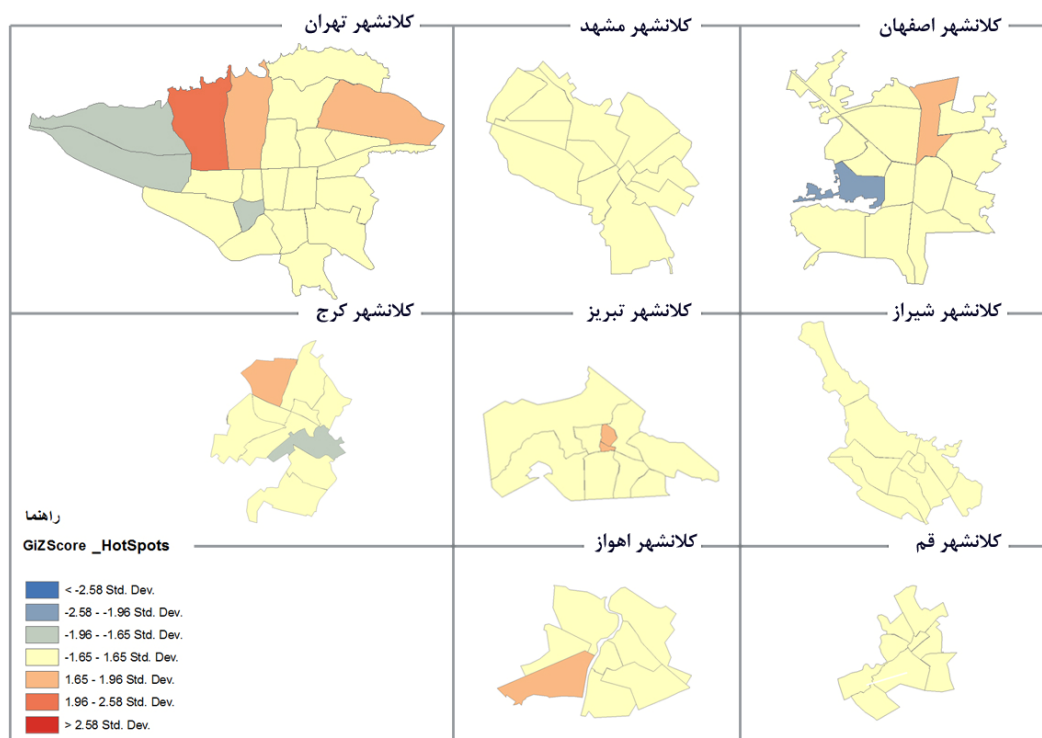 کلانشهر اصفهان
کلانشهر مشهد
کلانشهر تهران
کلانشهر شیراز
کلانشهر تبریز
کلانشهر کرج
کلانشهر قم
کلانشهر اهواز
راهنما
GiZScore _HotSpots
< -2.58 Std. Dev.
-2.58 - -1.96 Std. Dev.
-1.96 - -1.65 Std. Dev.
-1.65 - 1.65 Std. Dev.
1.65 - 1.96 Std. Dev.
1.96 - 2.58 Std. Dev.
> 2.58 Std. Dev.